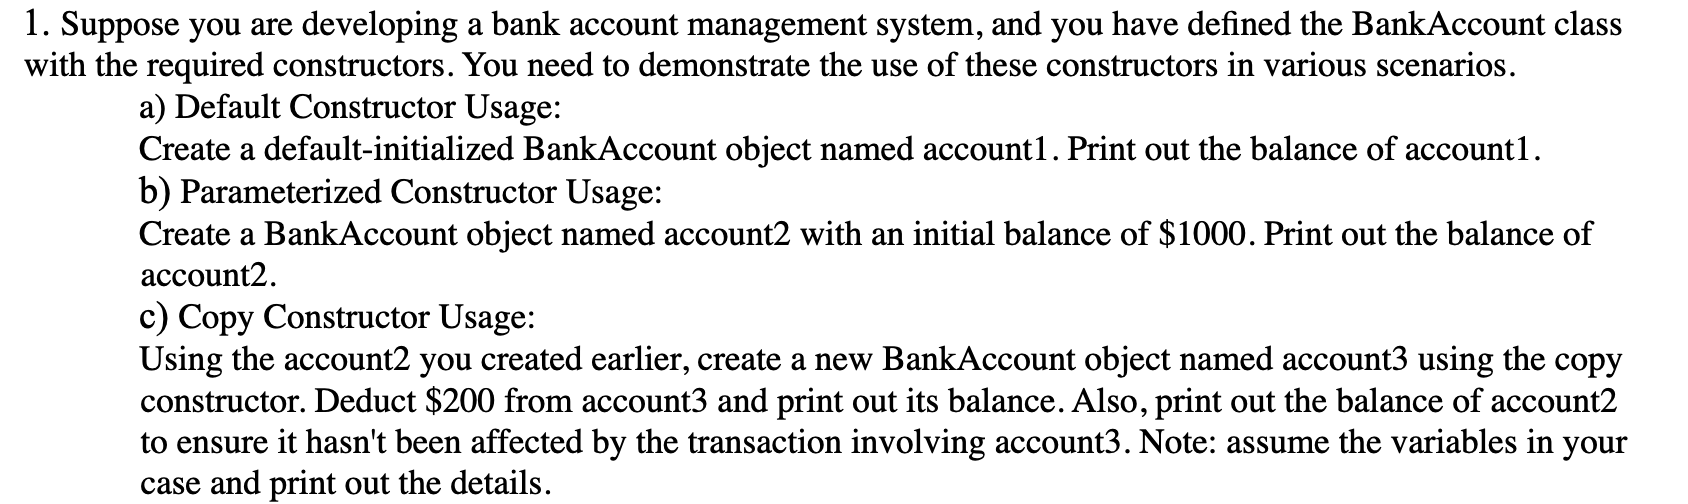 1. Suppose you are developing a bank account management system, and you have defined the BankAccount class
with the required constructors. You need to demonstrate the use of these constructors in various scenarios.
a) Default Constructor Usage:
Create a default-initialized BankAccount object named account1. Print out the balance of account1.
b) Parameterized Constructor Usage:
Create a BankAccount object named account2 with an initial balance of $1000. Print out the balance of
account2.
c) Copy Constructor Usage:
Using the account2 you created earlier, create a new BankAccount object named account3 using the copy
constructor. Deduct $200 from account3 and print out its balance. Also, print out the balance of account2
to ensure it hasn't been affected by the transaction involving account3. Note: assume the variables in your
case and print out the details.